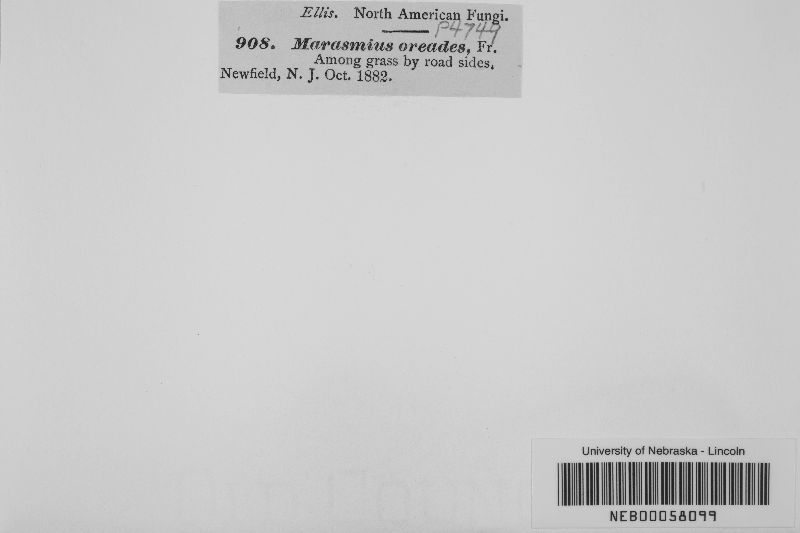 Ellis. North American Fungi.
P4749
908. Marasmius oreades, Fr.
Among grass by road sides,
Newfield, N. J. Oct. 1882.
University of Nebraska - Lincoln
NEB00058099